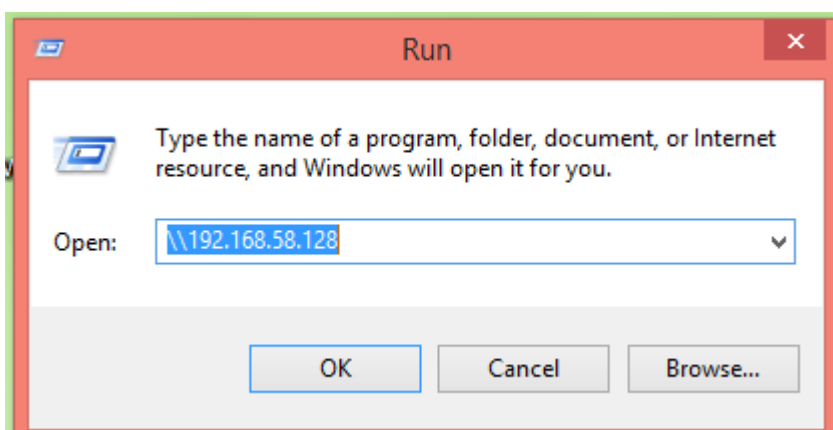 Run
Type the name of a program, folder, document, or Internet
resource, and Windows will open it for you.
Open: \\192.168.58.128
OK Cancel Browse...